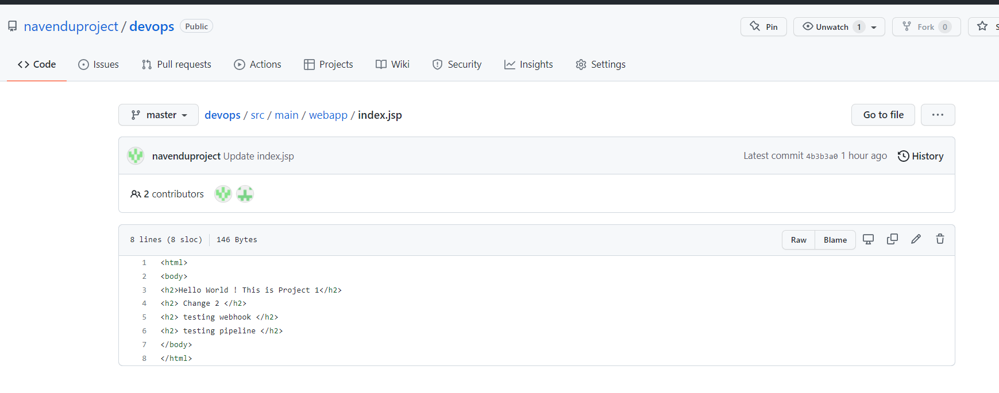 navenduproject / devops Public
Pin Unwatch 1 Fork 0
Code Issues Pull requests Actions Projects Wiki Security Insights Settings
master devops / src / main / webapp / index.jsp Go to file ...
navenduproject Update index.jsp Latest commit 4b3b3a0 1 hour ago History
2 contributors
8 lines (8 sloc) 146 Bytes Raw Blame
1 <html>
2 <body>
3 <h2>Hello World ! This is Project 1</h2>
4 <h2> Change 2 </h2>
5 <h2> testing webhook </h2>
6 <h2> testing pipeline </h2>
7 </body>
8 </html>